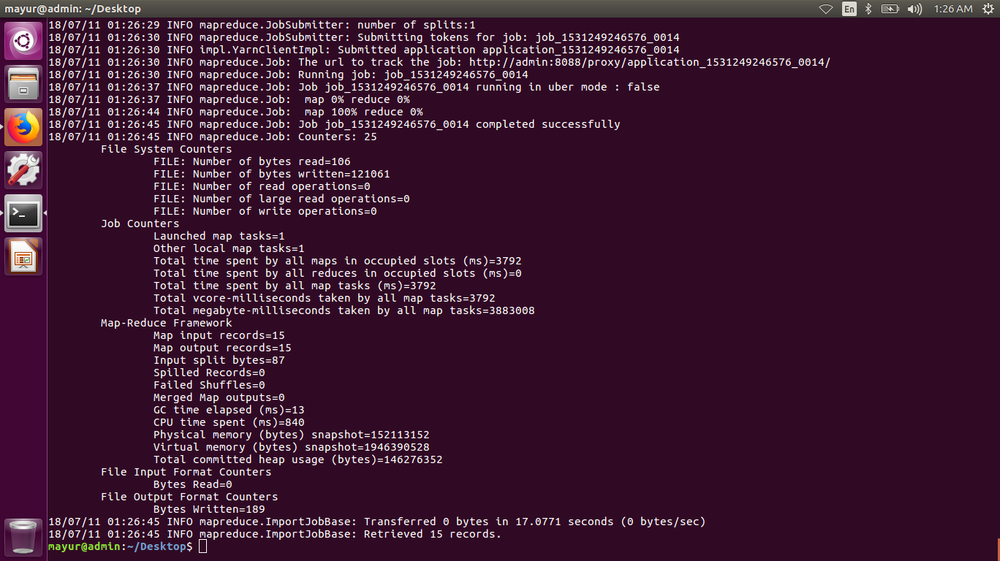 mayur@admin: ~/Desktop
En
1:26 AM
18/07/11 01:26:29 INFO mapreduce.JobSubmitter: number of splits:1
18/07/11 01:26:30 INFO mapreduce.JobSubmitter: Submitting tokens for job: job_1531249246576_0014
18/07/11 01:26:30 INFO impl.YarnClientImpl: Submitted application application_1531249246576_0014
18/07/11 01:26:30 INFO mapreduce.Job: The url to track the job: http://admin:8088/proxy/application_1531249246576_0014/
18/07/11 01:26:30 INFO mapreduce.Job: Running job: job_1531249246576_0014
18/07/11 01:26:37 INFO mapreduce.Job: Job job_1531249246576_0014 running in uber mode : false
18/07/11 01:26:37 INFO mapreduce.Job:  map 0% reduce 0%
18/07/11 01:26:44 INFO mapreduce.Job:  map 100% reduce 0%
18/07/11 01:26:45 INFO mapreduce.Job: Job job_1531249246576_0014 completed successfully
18/07/11 01:26:45 INFO mapreduce.Job: Counters: 25
File System Counters
FILE: Number of bytes read=106
FILE: Number of bytes written=121061
FILE: Number of read operations=0
FILE: Number of large read operations=0
FILE: Number of write operations=0
Job Counters
Launched map tasks=1
Other local map tasks=1
Total time spent by all maps in occupied slots (ms)=3792
Total time spent by all reduces in occupied slots (ms)=0
Total time spent by all map tasks (ms)=3792
Total vcore-milliseconds taken by all map tasks=3792
Total megabyte-milliseconds taken by all map tasks=3883008
Map-Reduce Framework
Map input records=15
Map output records=15
Input split bytes=87
Spilled Records=0
Failed Shuffles=0
Merged Map outputs=0
GC time elapsed (ms)=13
CPU time spent (ms)=840
Physical memory (bytes) snapshot=152113152
Virtual memory (bytes) snapshot=1946390528
Total committed heap usage (bytes)=146276352
File Input Format Counters
Bytes Read=0
File Output Format Counters
Bytes Written=189
18/07/11 01:26:45 INFO mapreduce.ImportJobBase: Transferred 0 bytes in 17.0771 seconds (0 bytes/sec)
18/07/11 01:26:45 INFO mapreduce.ImportJobBase: Retrieved 15 records.
mayur@admin:~/Desktop$